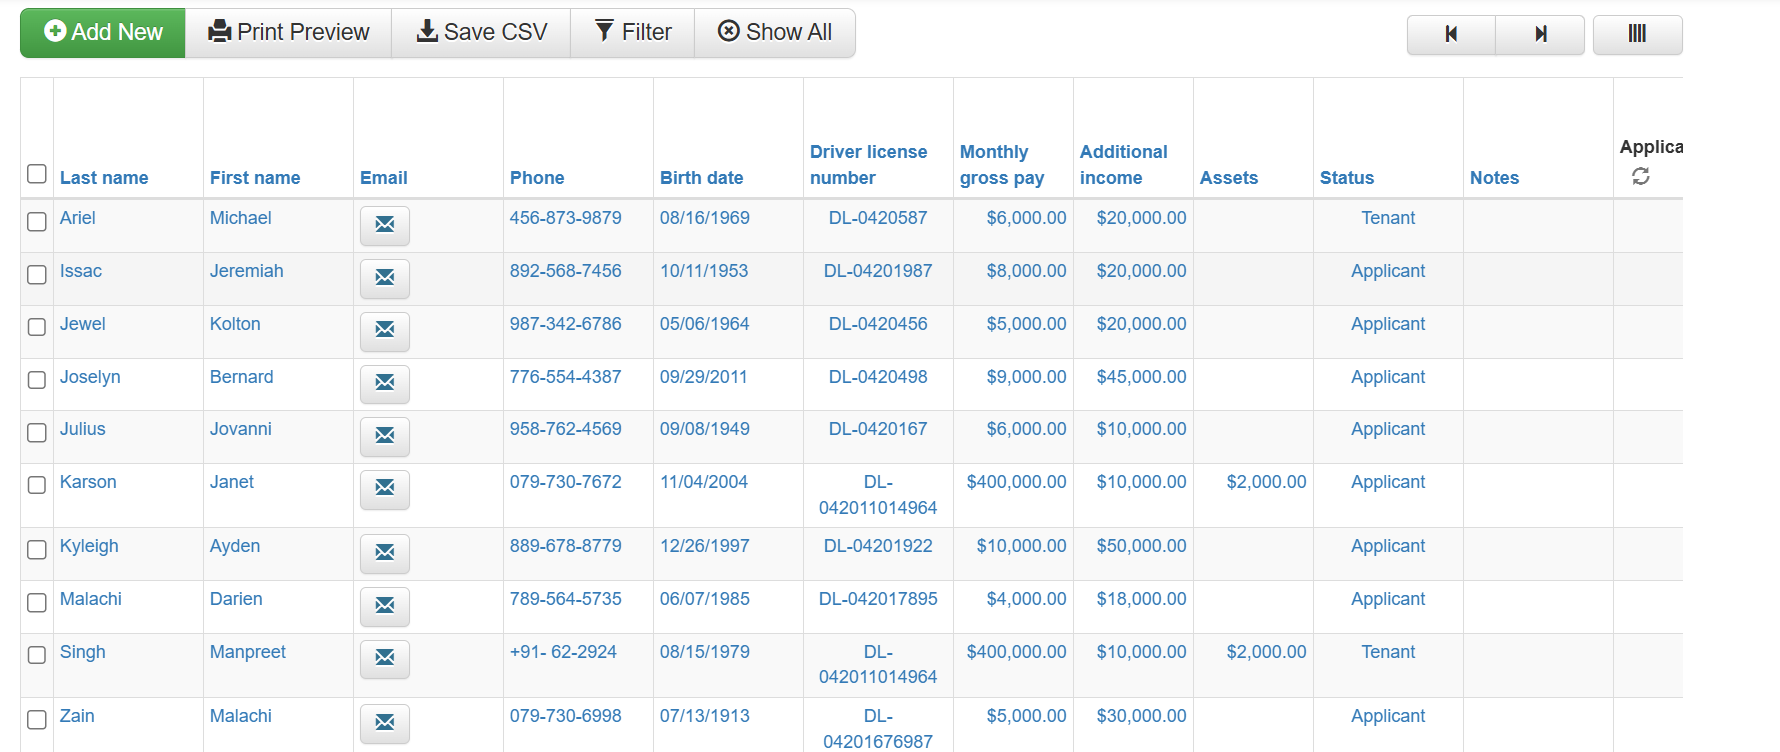 Add New Print Preview Save CSV Filter Show All
Last name First name Email Phone Birth date Driver license number Monthly gross pay Additional income Assets Status Notes Applica
Ariel Michael 456-873-9879 08/16/1969 DL-0420587 $6,000.00 $20,000.00 Tenant
Issac Jeremiah 892-568-7456 10/11/1953 DL-04201987 $8,000.00 $20,000.00 Applicant
Jewel Kolton 987-342-6786 05/06/1964 DL-0420456 $5,000.00 $20,000.00 Applicant
Joselyn Bernard 776-554-4387 09/29/2011 DL-0420498 $9,000.00 $45,000.00 Applicant
Julius Jovanni 958-762-4569 09/08/1949 DL-0420167 $6,000.00 $10,000.00 Applicant
Karson Janet 079-730-7672 11/04/2004 DL-042011014964 $400,000.00 $10,000.00 $2,000.00 Applicant
Kyleigh Ayden 889-678-8779 12/26/1997 DL-04201922 $10,000.00 $50,000.00 Applicant
Malachi Darien 789-564-5735 06/07/1985 DL-042017895 $4,000.00 $18,000.00 Applicant
Singh Manpreet +91- 62-2924 08/15/1979 DL-042011014964 $400,000.00 $10,000.00 $2,000.00 Tenant
Zain Malachi 079-730-6998 07/13/1913 DL-04201676987 $5,000.00 $30,000.00 Applicant